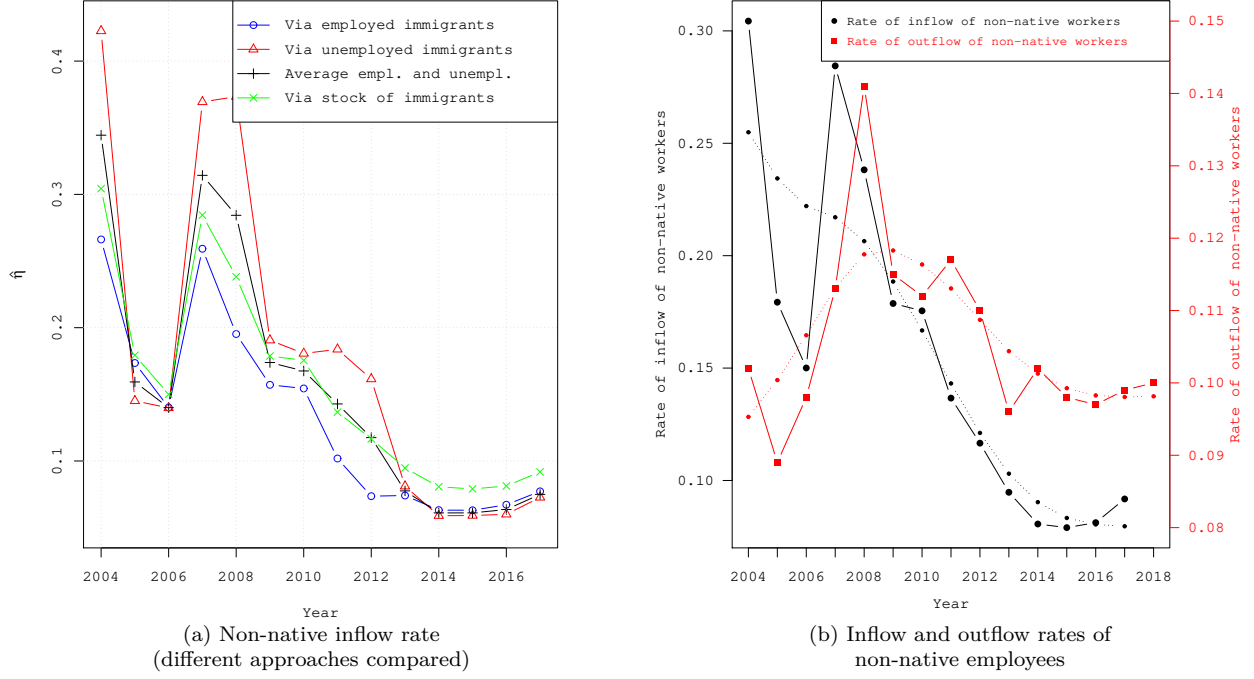 Via employed immigrants
Via unemployed immigrants
Average empl. and unempl.
Via stock of immigrants
0.4
0.3
0.2
0.1
η̂
2004 2006 2008 2010 2012 2014 2016
Year
(a) Non-native inflow rate
(different approaches compared)
Rate of inflow of non-native workers
Rate of outflow of non-native workers
0.30
0.25
0.20
0.15
0.10
Rate of inflow of non-native workers
0.15
0.14
0.13
0.12
0.11
0.10
0.09
0.08
Rate of outflow of non-native workers
2004 2006 2008 2010 2012 2014 2016 2018
Year
(b) Inflow and outflow rates of
non-native employees